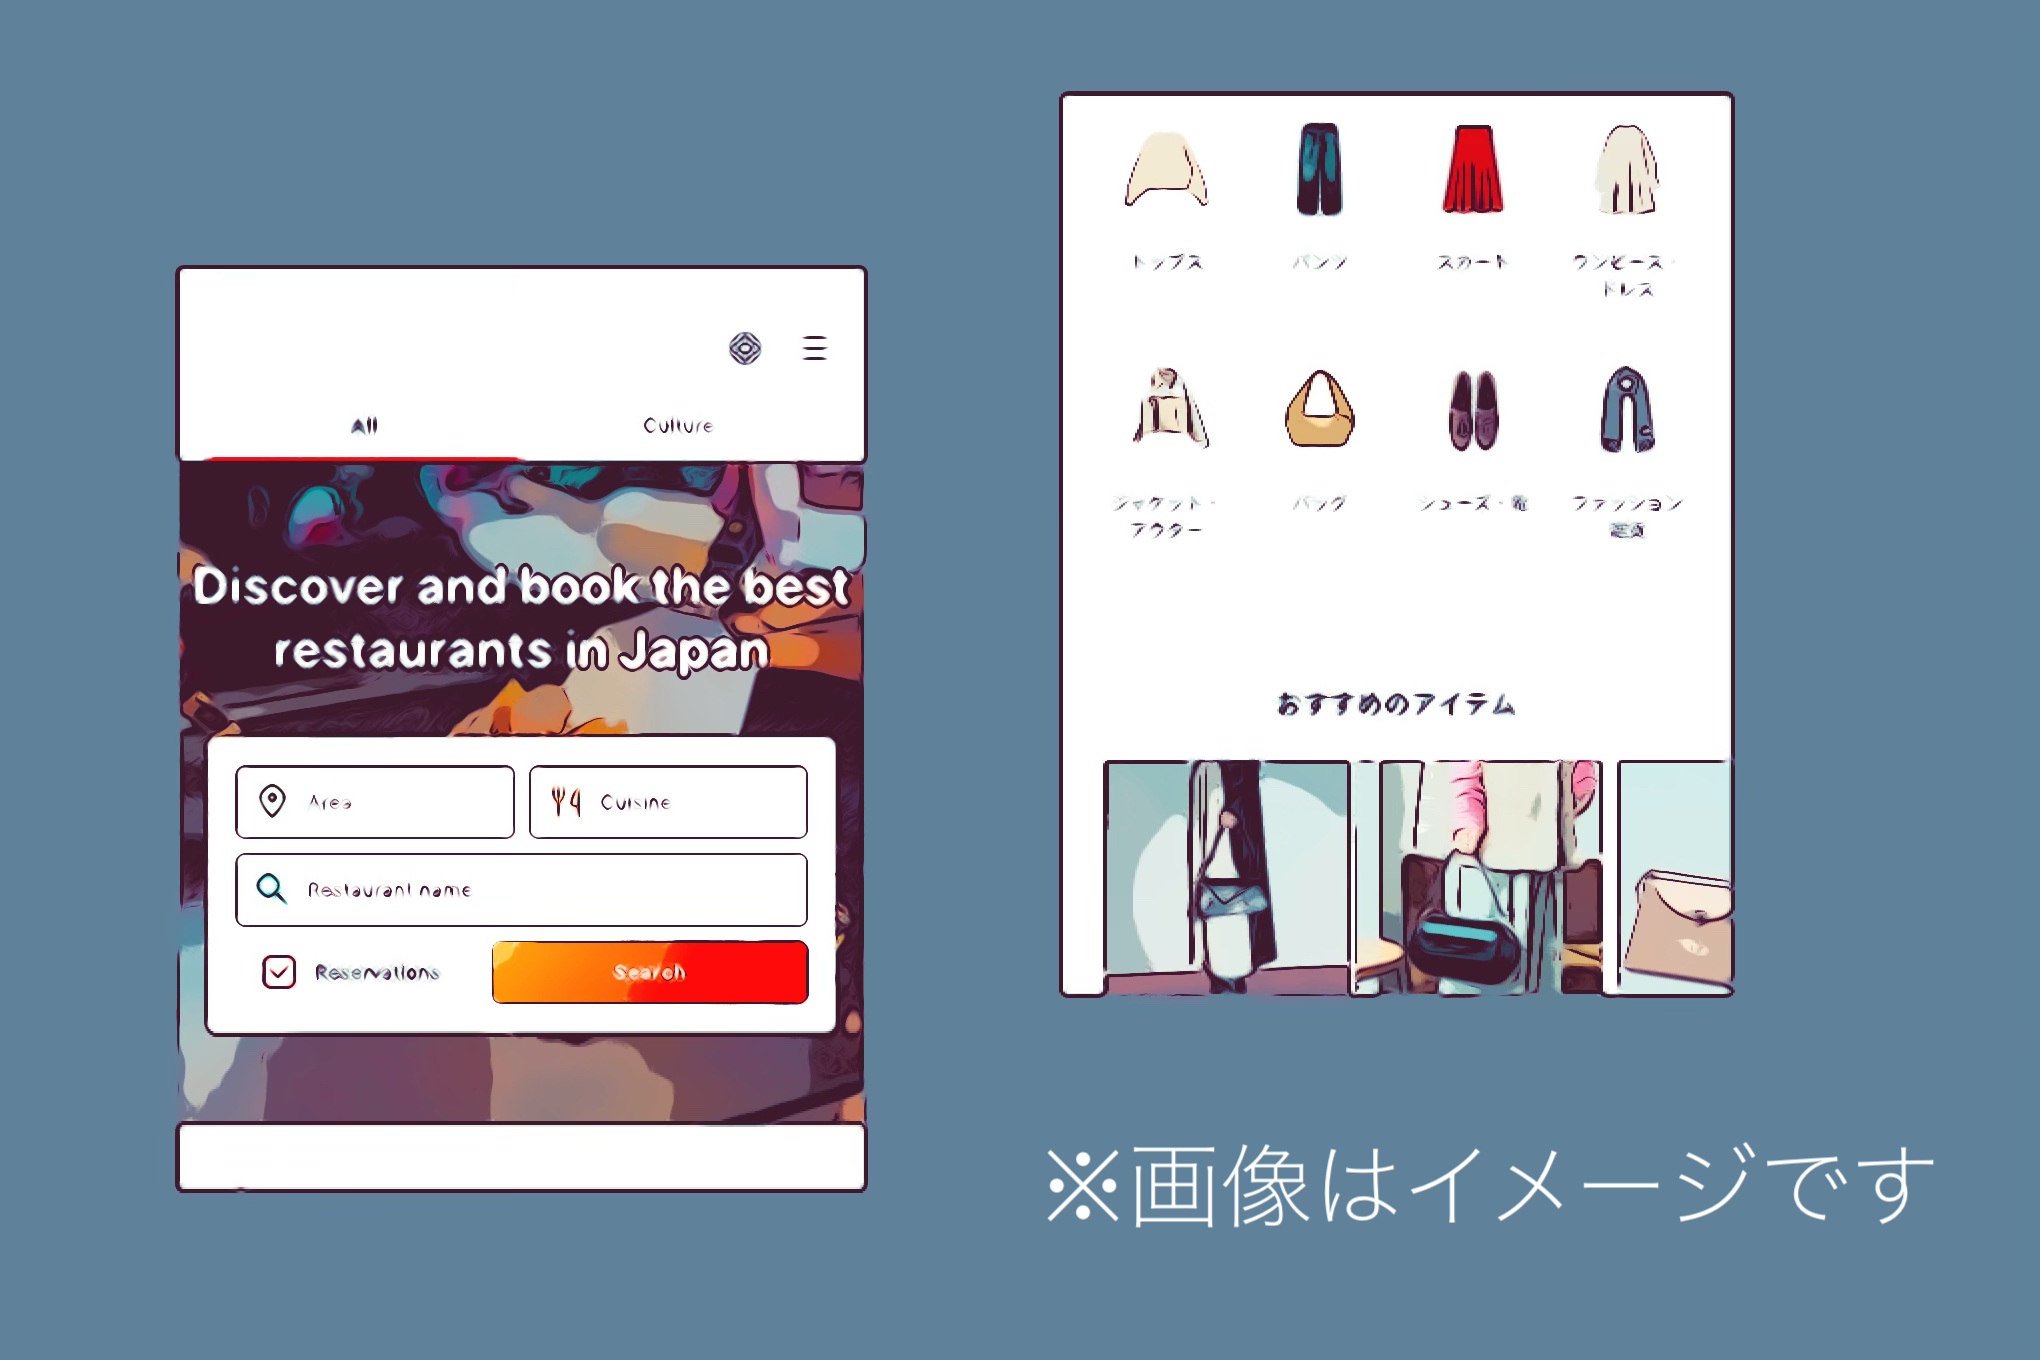 All
Culture
Discover and book the best
restaurants in Japan
Area
Cuisine
Restaurant name
Reservations
Search
トップス
パンツ
スカート
ワンピース・
ドレス
ジャケット・
アウター
バッグ
シューズ・靴
ファッション
おすすめのアイテム
※画像はイメージです